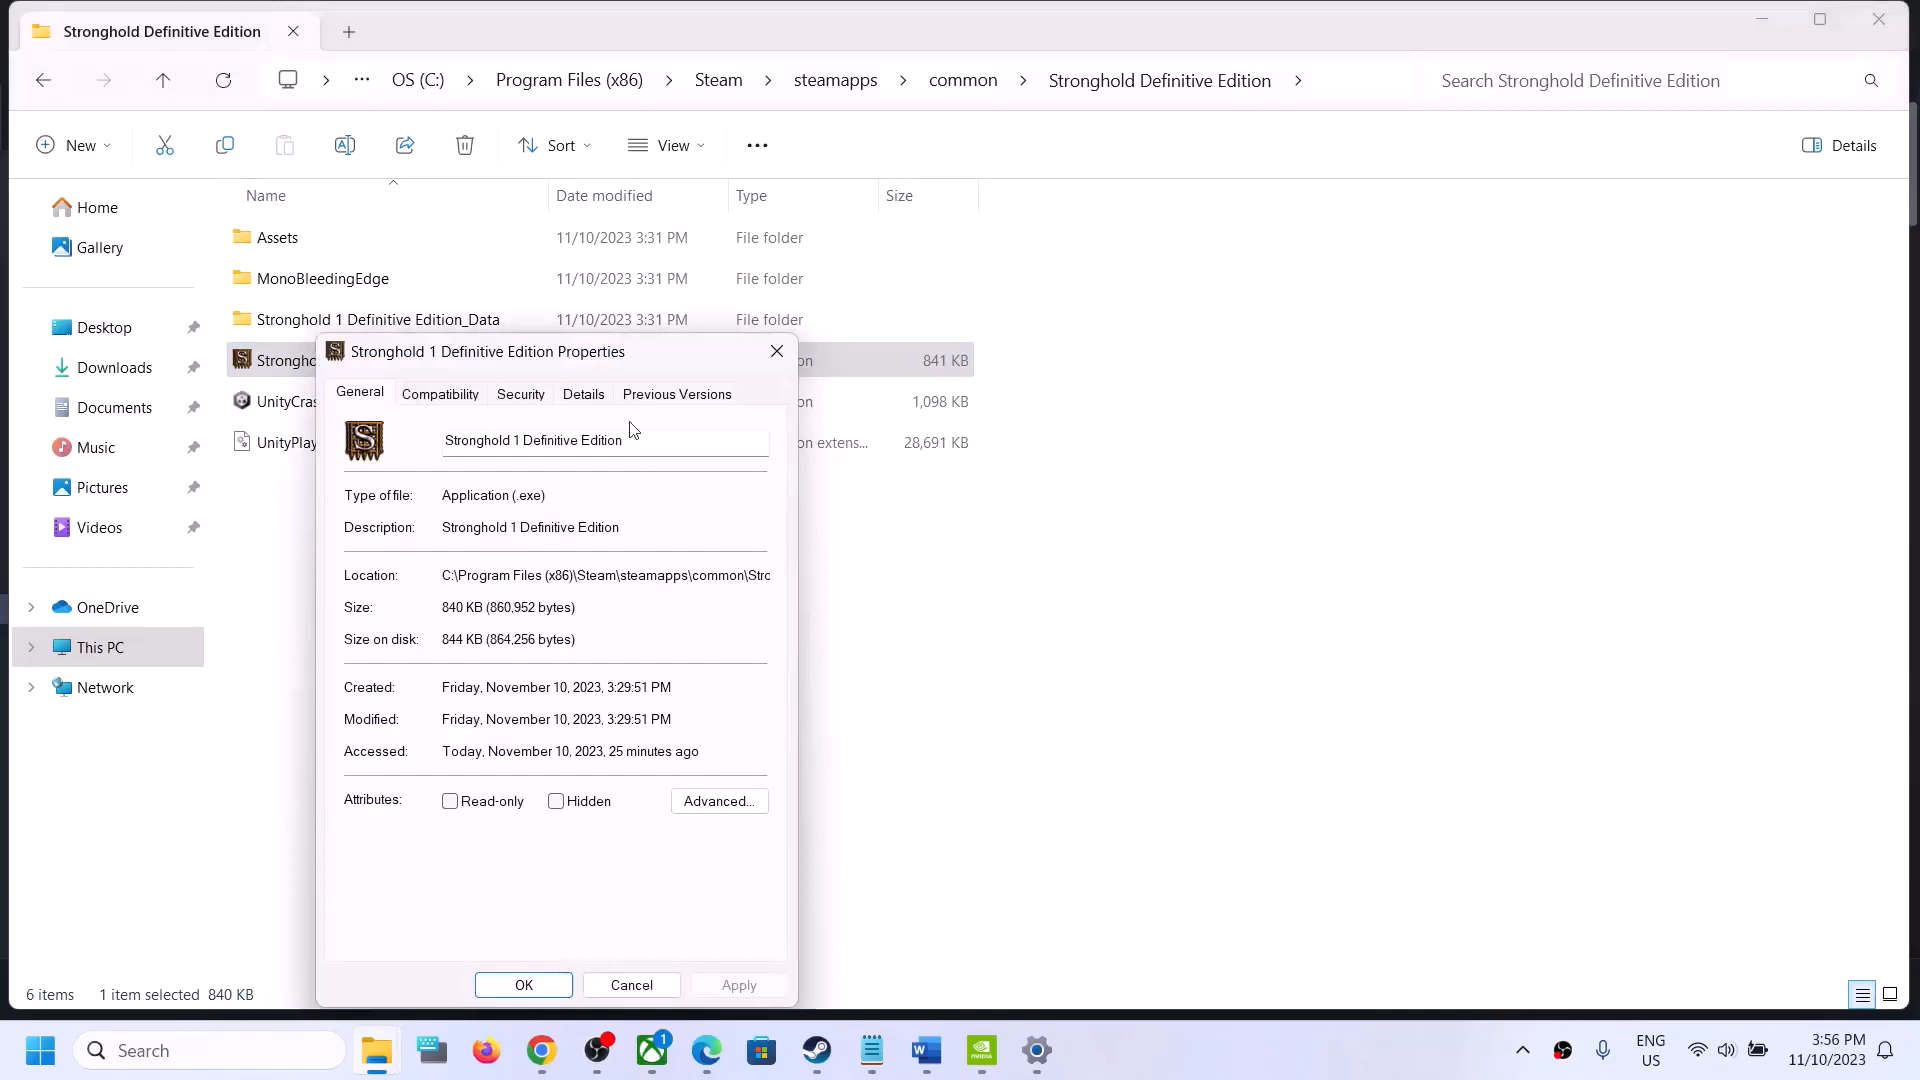 Stronghold Definitive Edition
OS (C:) Program Files (x86) Steam steamapps common Stronghold Definitive Edition
Search Stronghold Definitive Edition
New Sort View Details
Name Date modified Type Size
Home
Gallery
Desktop
Downloads
Documents
Music
Pictures
Videos
OneDrive
This PC
Network
Assets 11/10/2023 3:31 PM File folder
MonoBleedingEdge 11/10/2023 3:31 PM File folder
Stronghold 1 Definitive Edition_Data 11/10/2023 3:31 PM File folder
841 KB
1,098 KB
on extens... 28,691 KB
Stronghold 1 Definitive Edition Properties
General Compatibility Security Details Previous Versions
Stronghold 1 Definitive Edition
Type of file: Application (.exe)
Description: Stronghold 1 Definitive Edition
Location: C:\Program Files (x86)\Steam\steamapps\common\Strc
Size: 840 KB (860,952 bytes)
Size on disk: 844 KB (864,256 bytes)
Created: Friday, November 10, 2023, 3:29:51 PM
Modified: Friday, November 10, 2023, 3:29:51 PM
Accessed: Today, November 10, 2023, 25 minutes ago
Attributes: Read-only Hidden Advanced...
OK Cancel Apply
6 items 1 item selected 840 KB
Search
1
ENG
US
3:56 PM
11/10/2023